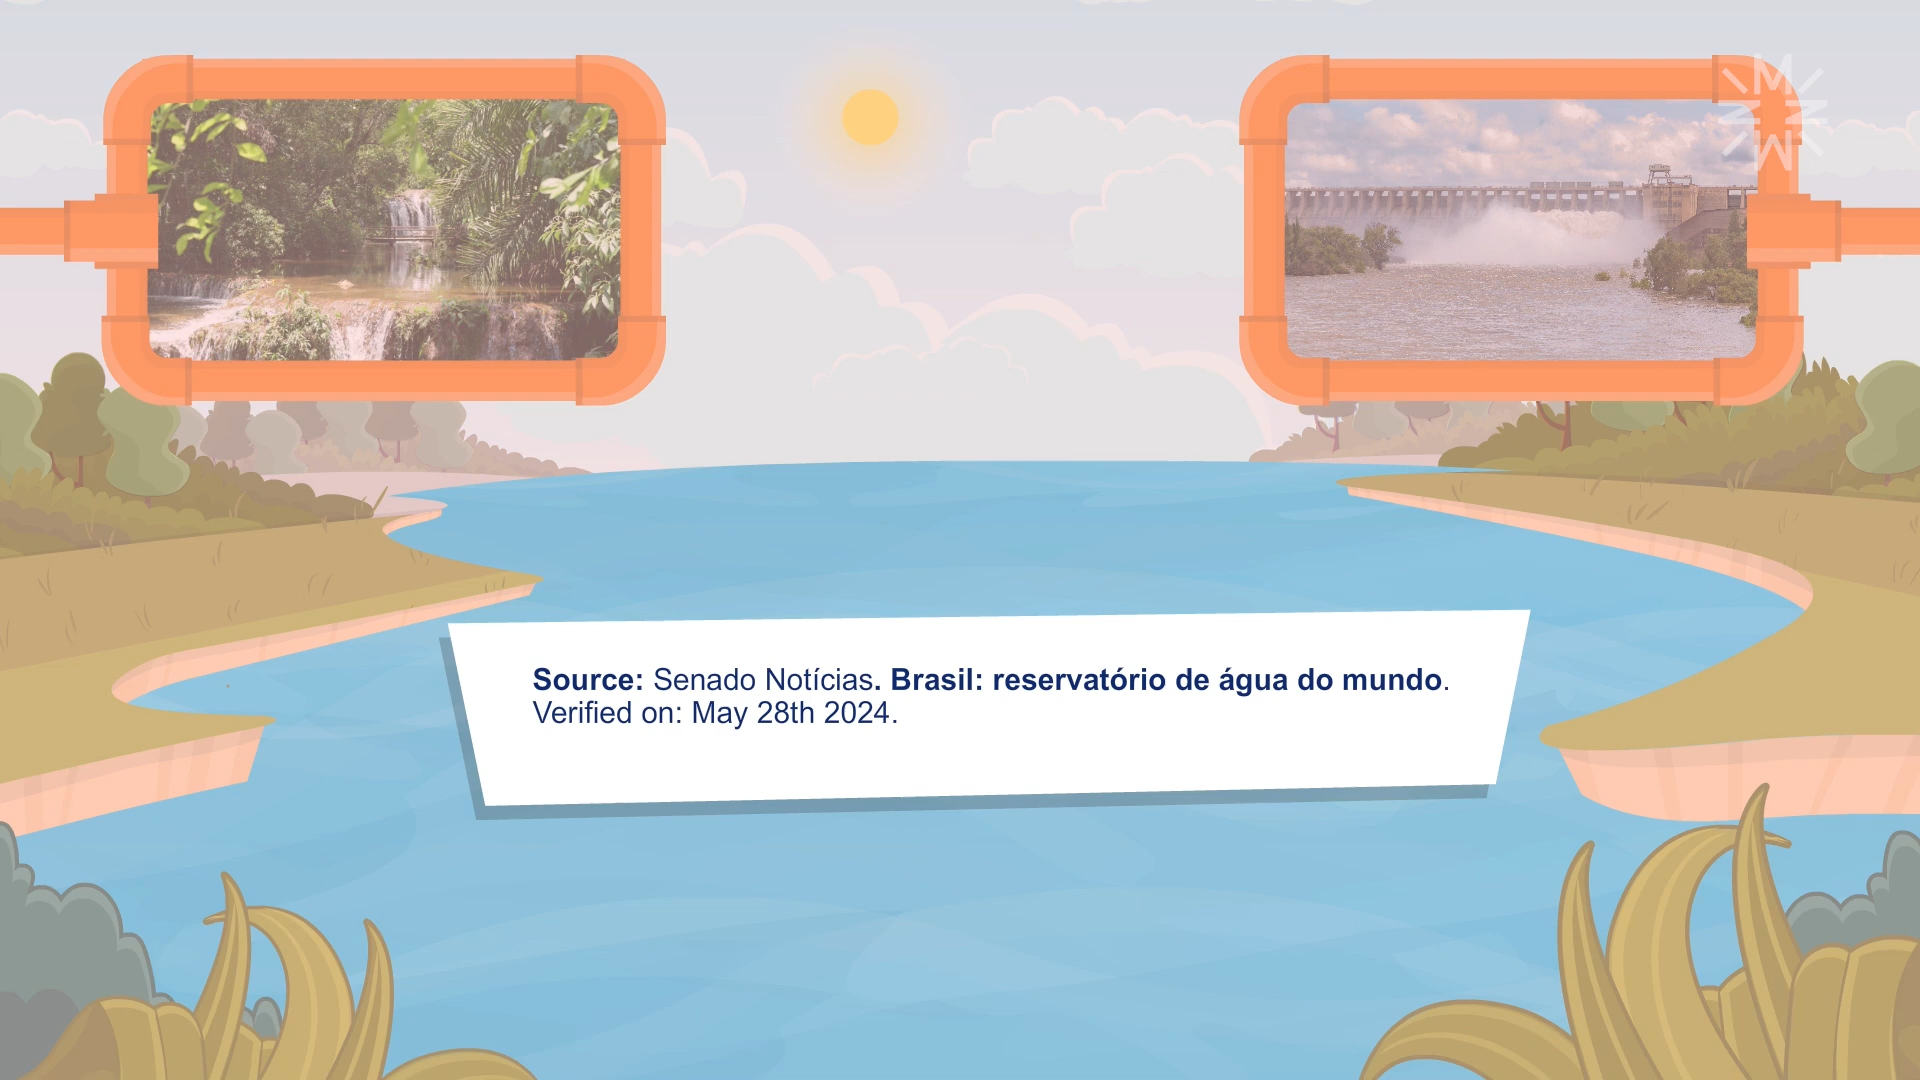 Source: Senado Notícias. Brasil: reservatório de água do mundo.
Verified on: May 28th 2024.